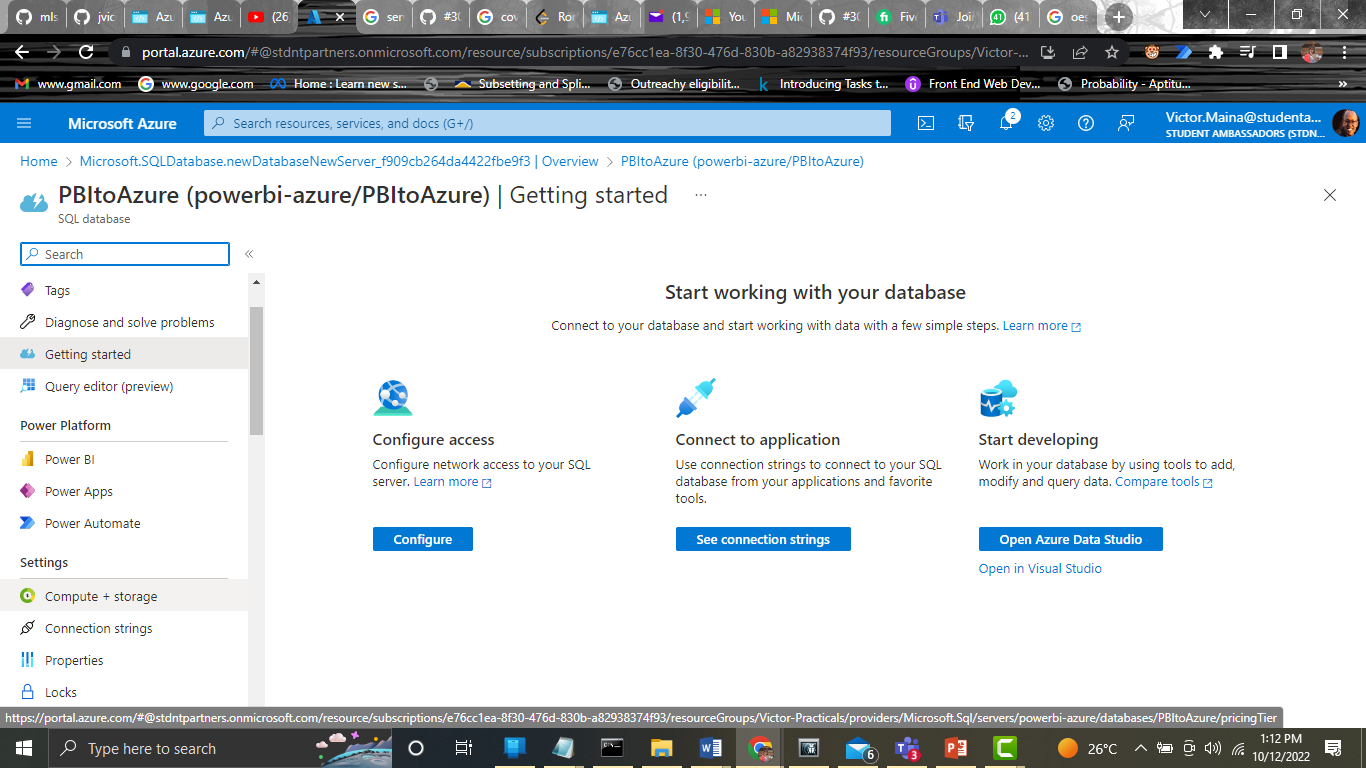 mls
jvic
Azu
Azu
(26
ser
#30
cov
Ro
Azu
(1,9
You
Mic
#30
Five
Joi
(41
oes
portal.azure.com/#@stdntpartners.onmicrosoft.com/resource/subscriptions/e76cc1ea-8f30-476d-830b-a82938374f93/resourceGroups/Victor-...
www.gmail.com
www.google.com
Home : Learn new s...
Subsetting and Spli...
Outreachy eligibilit...
Introducing Tasks t...
Front End Web Dev...
Probability - Aptitu...
»
Microsoft Azure
Search resources, services, and docs (G+/)
2
Victor.Maina@studenta...
STUDENT AMBASSADORS (STDN...
Home > Microsoft.SQLDatabase.newDatabaseNewServer_f909cb264da4422fbe9f3 | Overview > PBItoAzure (powerbi-azure/PBItoAzure)
PBItoAzure (powerbi-azure/PBItoAzure) | Getting started ...
SQL database
Search
«
Tags
Diagnose and solve problems
Getting started
Query editor (preview)
Power Platform
Power BI
Power Apps
Power Automate
Settings
Compute + storage
Connection strings
Properties
Locks
Start working with your database
Connect to your database and start working with data with a few simple steps. Learn more
Configure access
Configure network access to your SQL
server. Learn more
Configure
Connect to application
Use connection strings to connect to your SQL
database from your applications and favorite
tools.
See connection strings
Start developing
Work in your database by using tools to add,
modify and query data. Compare tools
Open Azure Data Studio
Open in Visual Studio
https://portal.azure.com/#@stdntpartners.onmicrosoft.com/resource/subscriptions/e76cc1ea-8f30-476d-830b-a82938374f93/resourceGroups/Victor-Practicals/providers/Microsoft.Sql/servers/powerbi-azure/databases/PBItoAzure/pricingTier
Type here to search
6
3
26°C
1:12 PM
10/12/2022